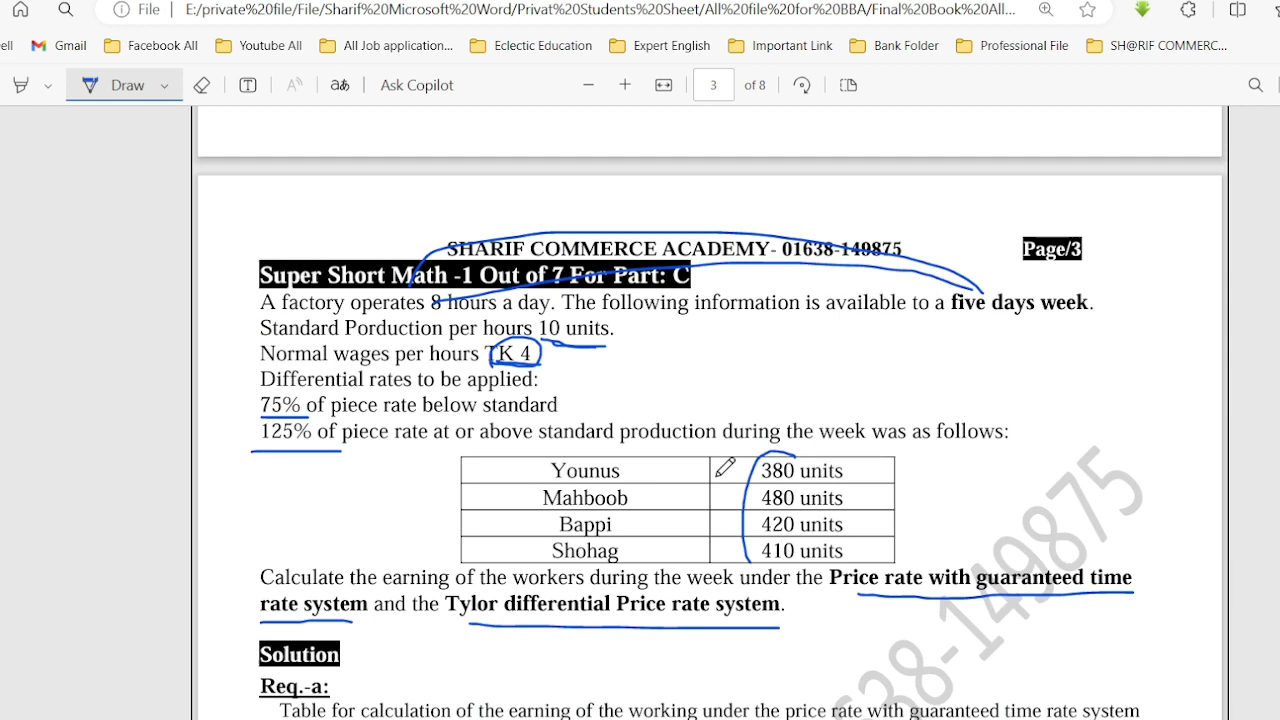 File E:/private%20file/File/Sharif%20Microsoft%20Word/Privat%20Students%20Sheet/All%20file%20for%20BBA/Final%20Book%20All...
ell Gmail Facebook All Youtube All All Job application... Eclectic Education Expert English Important Link Bank Folder Professional File SH@RIF COMMERC...
Draw T A aあ Ask Copilot 3 of 8
SHARIF COMMERCE ACADEMY- 01638-149875 Page/3
Super Short Math -1 Out of 7 For Part: C
A factory operates 8 hours a day. The following information is available to a five days week.
Standard Porduction per hours 10 units.
Normal wages per hours TK 4
Differential rates to be applied:
75% of piece rate below standard
125% of piece rate at or above standard production during the week was as follows:
Younus 380 units
Mahboob 480 units
Bappi 420 units
Shohag 410 units
Calculate the earning of the workers during the week under the Price rate with guaranteed time
rate system and the Tylor differential Price rate system.
Solution
Req.-a:
Table for calculation of the earning of the working under the price rate with guaranteed time rate system
638-149875